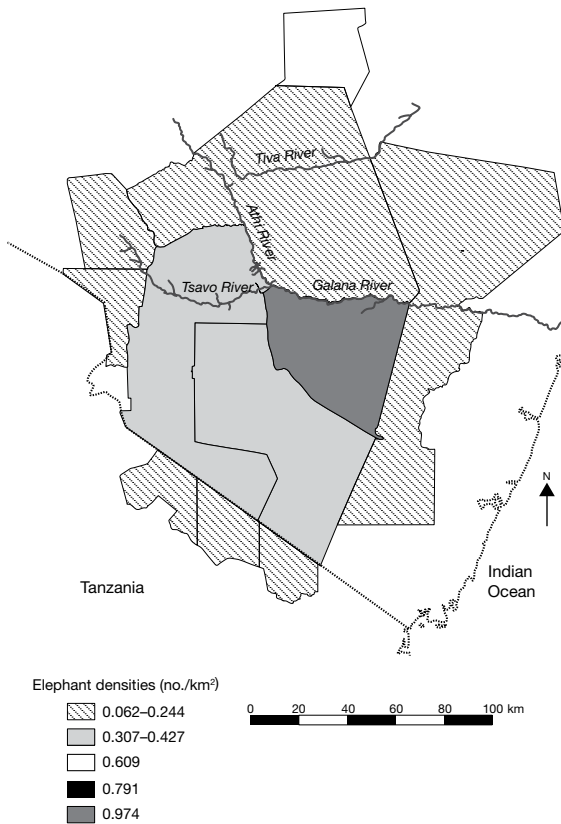 Tiva River
Athi River
Tsavo River
Galana River
N
Tanzania
Indian
Ocean
Elephant densities (no./km²)
0.062–0.244
0.307–0.427
0.609
0.791
0.974
0 20 40 60 80 100 km